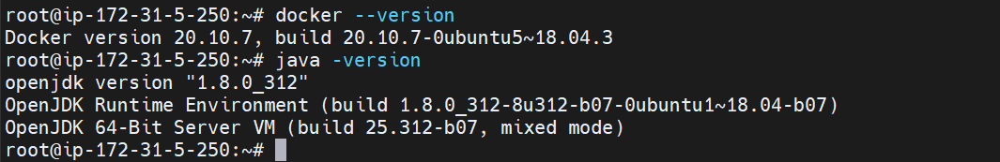 root@ip-172-31-5-250:~# docker --version
Docker version 20.10.7, build 20.10.7-0ubuntu5~18.04.3
root@ip-172-31-5-250:~# java -version
openjdk version "1.8.0_312"
OpenJDK Runtime Environment (build 1.8.0_312-8u312-b07-0ubuntu1~18.04-b07)
OpenJDK 64-Bit Server VM (build 25.312-b07, mixed mode)
root@ip-172-31-5-250:~#